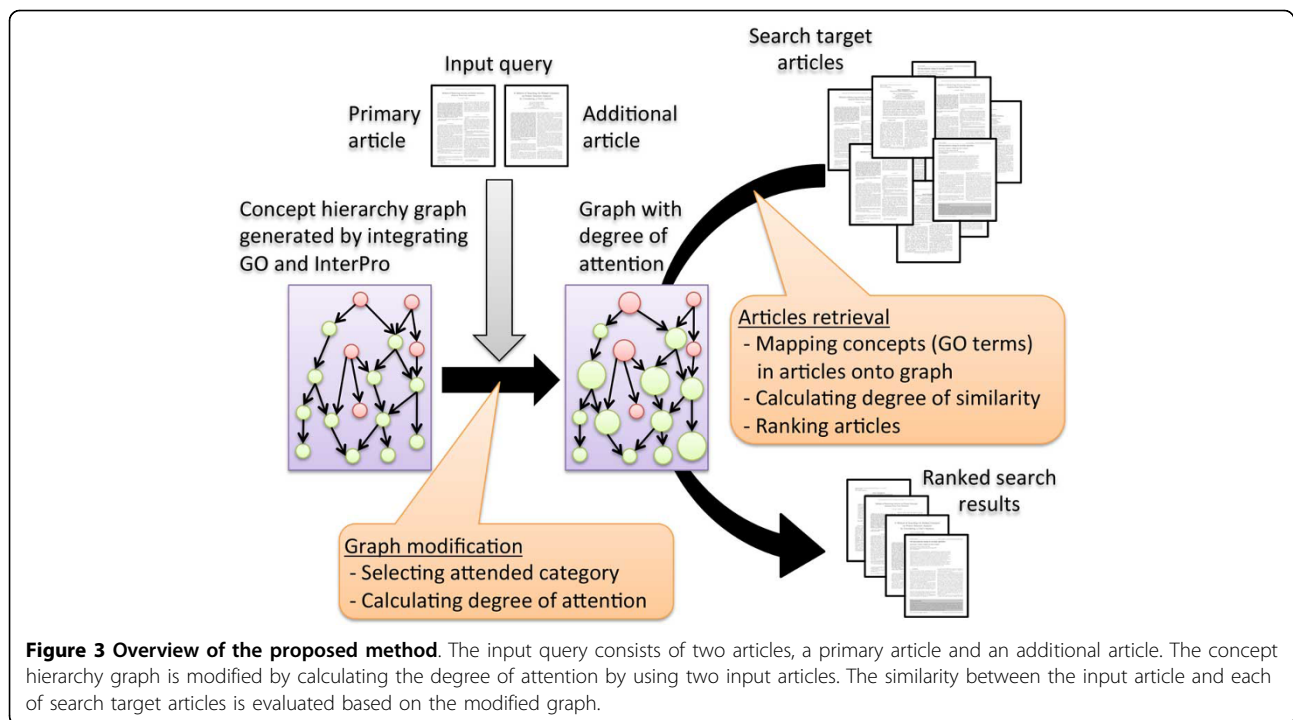 Input query
Primary
article
Additional
article
Search target
articles
Concept hierarchy graph
generated by integrating
GO and InterPro
Graph with
degree of
attention
Articles retrieval
- Mapping concepts (GO terms)
in articles onto graph
- Calculating degree of similarity
- Ranking articles
Graph modification
- Selecting attended category
- Calculating degree of attention
Ranked search
results
Figure 3 Overview of the proposed method. The input query consists of two articles, a primary article and an additional article. The concept
hierarchy graph is modified by calculating the degree of attention by using two input articles. The similarity between the input article and each
of search target articles is evaluated based on the modified graph.